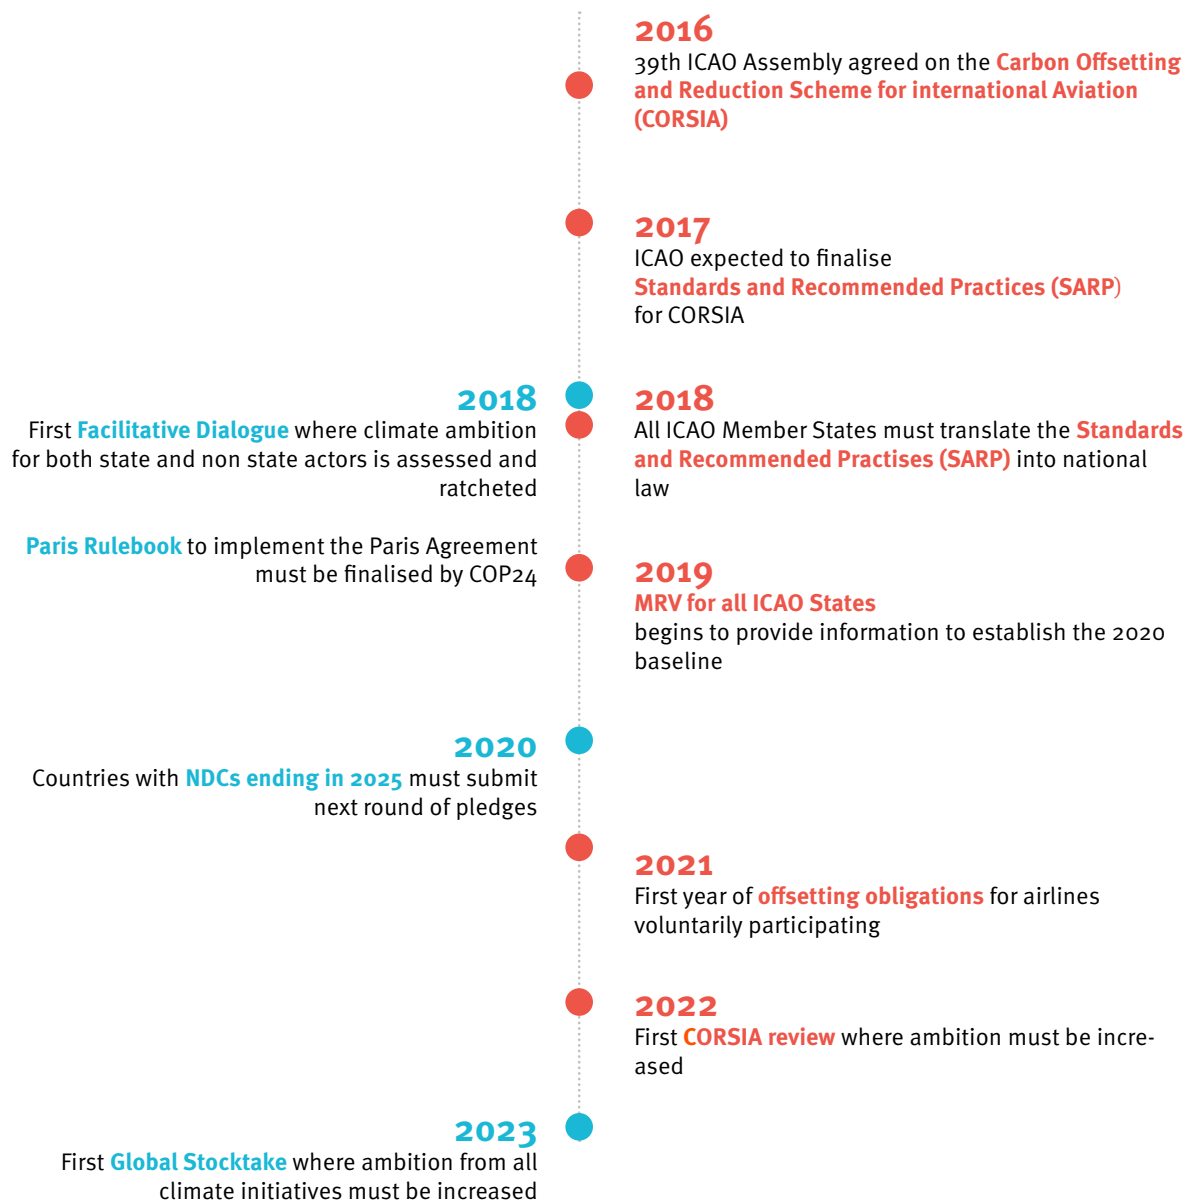 2016
39th ICAO Assembly agreed on the Carbon Offsetting
and Reduction Scheme for international Aviation
(CORSIA)
2017
ICAO expected to finalise
Standards and Recommended Practices (SARP)
for CORSIA
2018
First Facilitative Dialogue where climate ambition
for both state and non state actors is assessed and
ratcheted
Paris Rulebook to implement the Paris Agreement
must be finalised by COP24
2018
All ICAO Member States must translate the Standards
and Recommended Practises (SARP) into national
law
2019
MRV for all ICAO States
begins to provide information to establish the 2020
baseline
2020
Countries with NDCs ending in 2025 must submit
next round of pledges
2021
First year of offsetting obligations for airlines
voluntarily participating
2022
First CORSIA review where ambition must be incre-
ased
2023
First Global Stocktake where ambition from all
climate initiatives must be increased